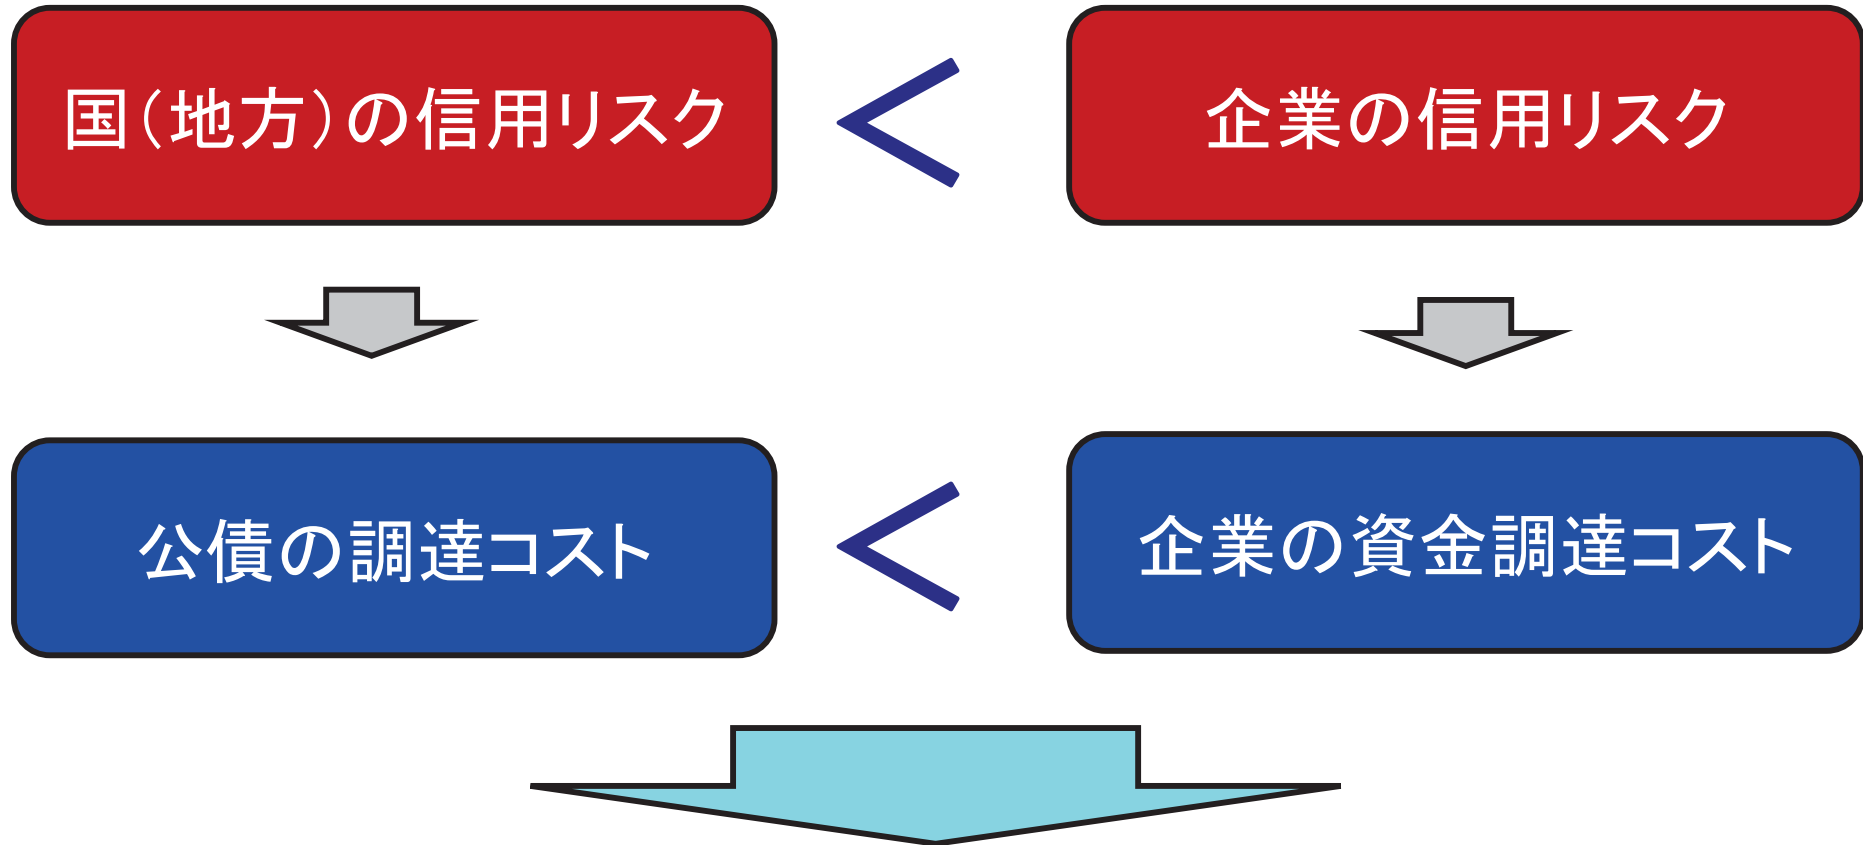 国（地方）の信用リスク
<
企業の信用リスク
公債の調達コスト
<
企業の資金調達コスト